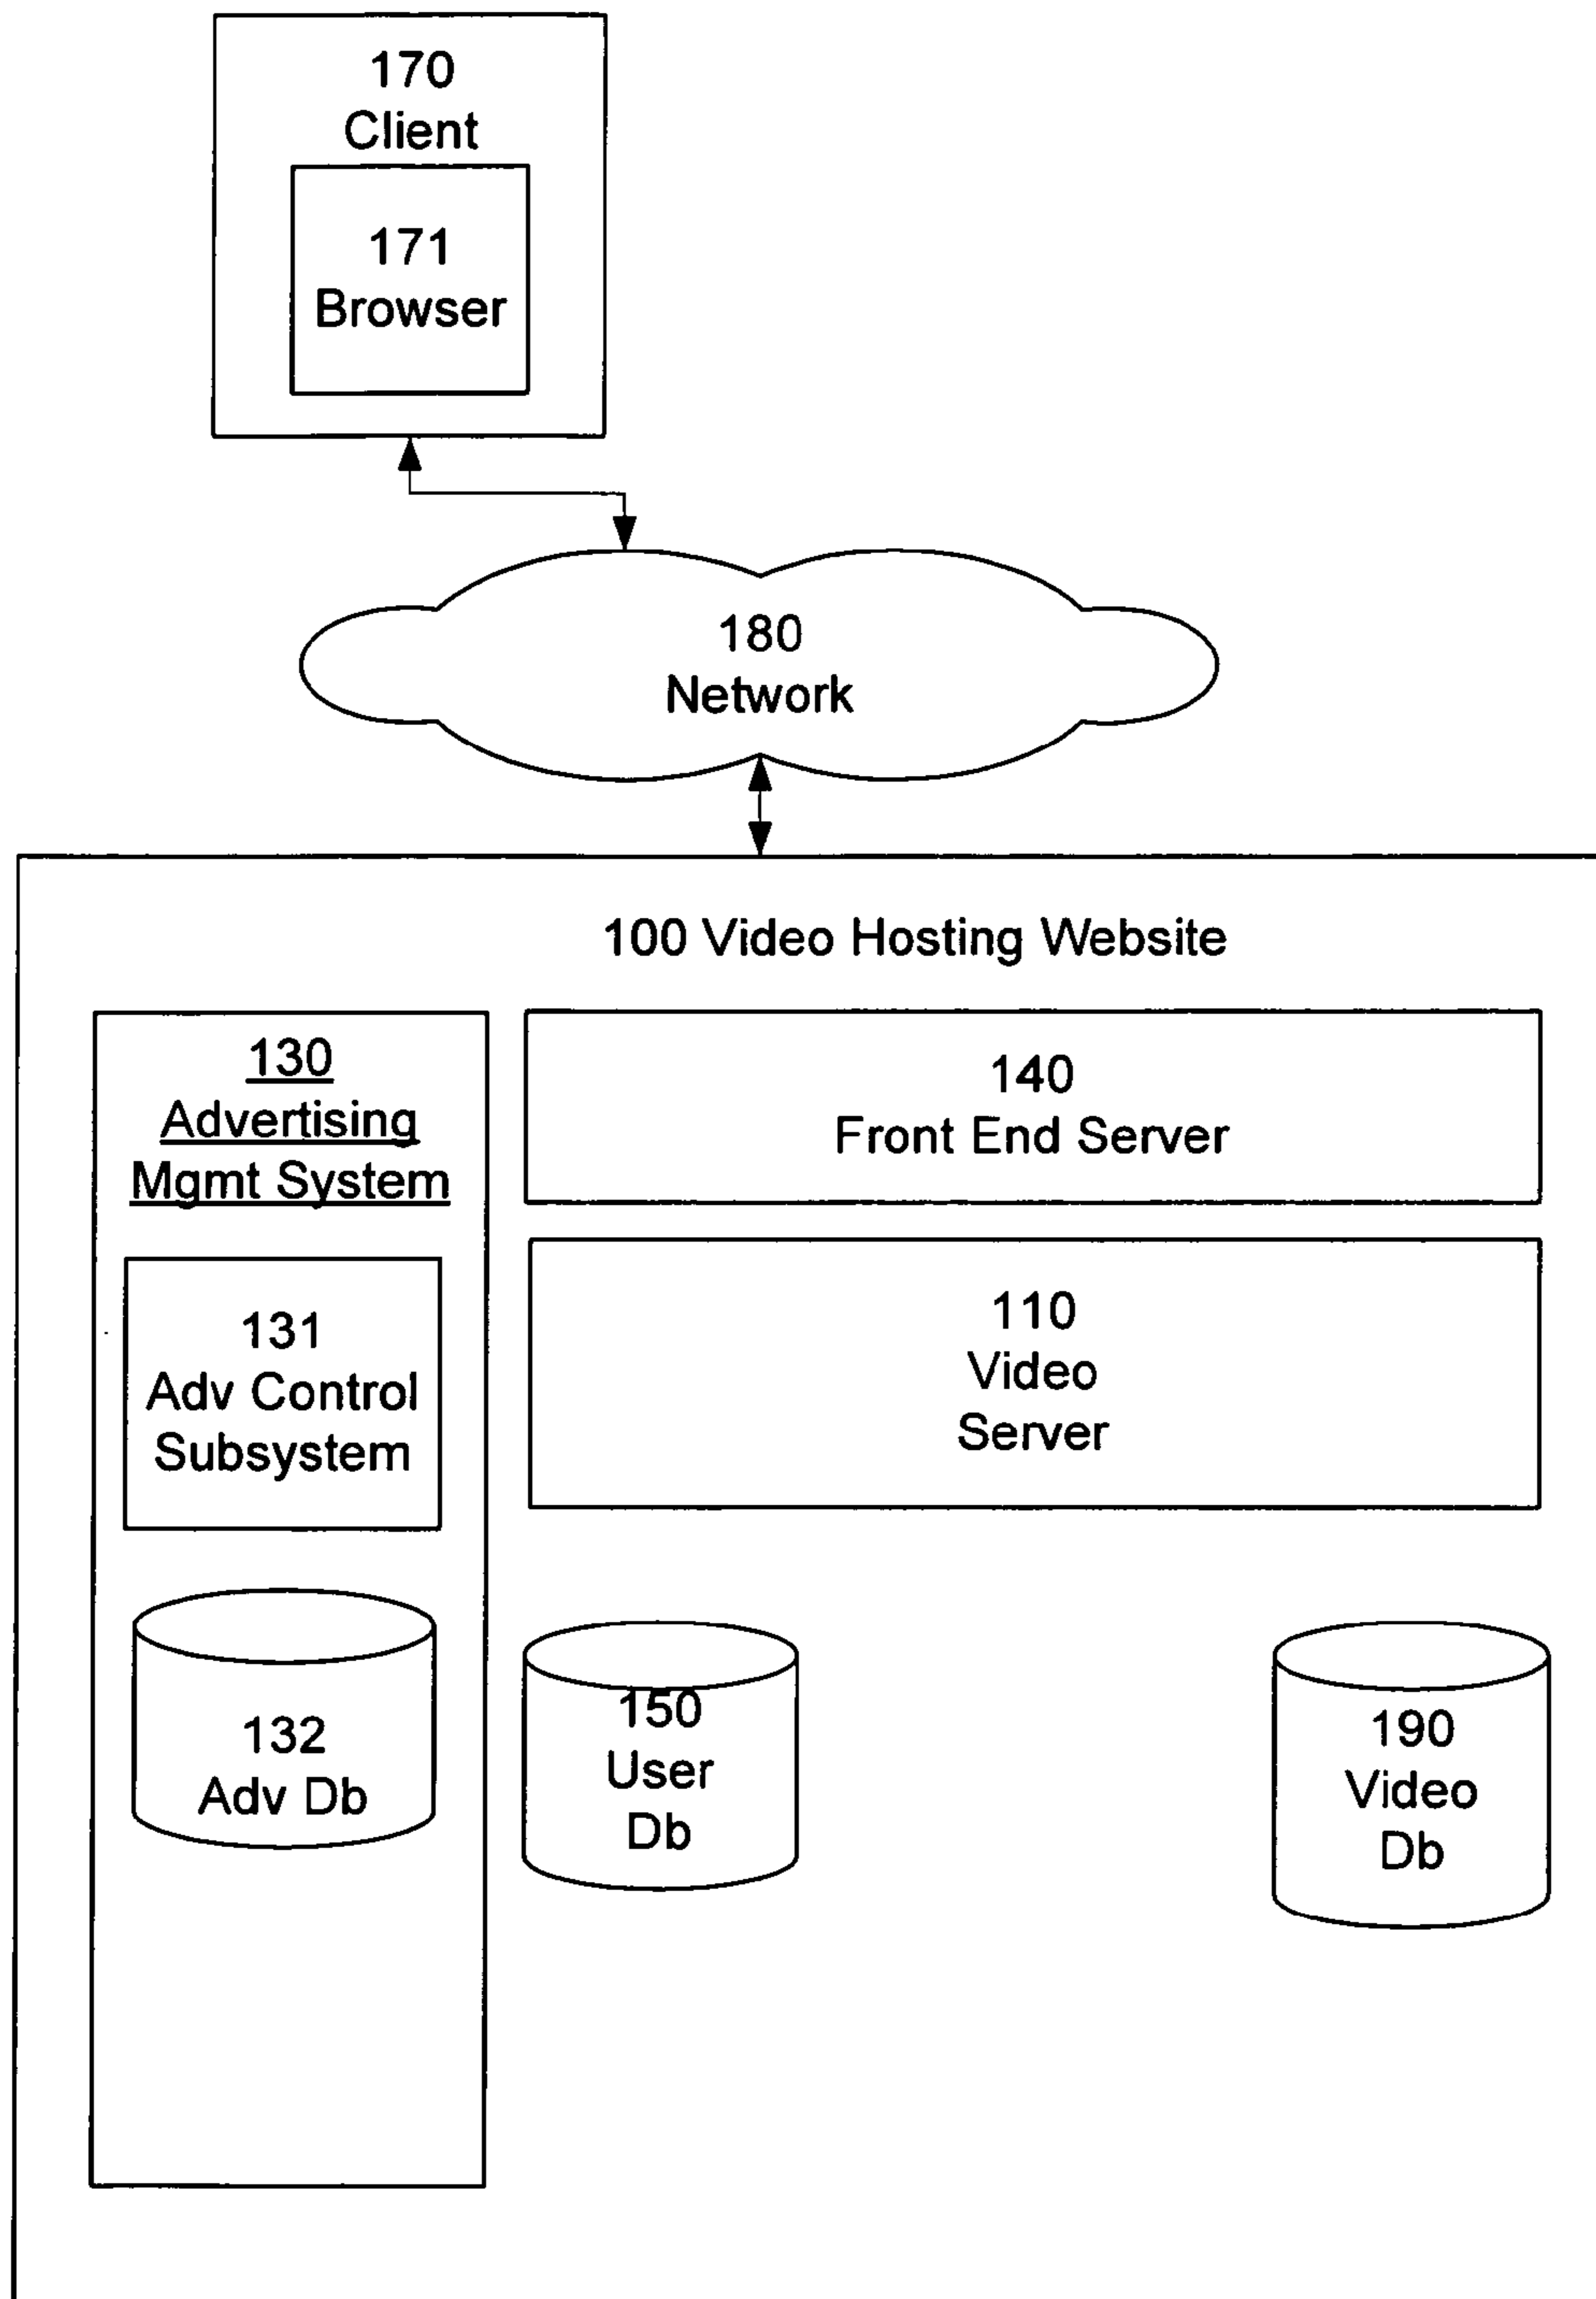 170
Client
171
Browser
180
Network
100 Video Hosting Website
130
Advertising
Mgmt System
140
Front End Server
131
Adv Control
Subsystem
110
Video
Server
132
Adv Db
150
User
Db
190
Video
Db